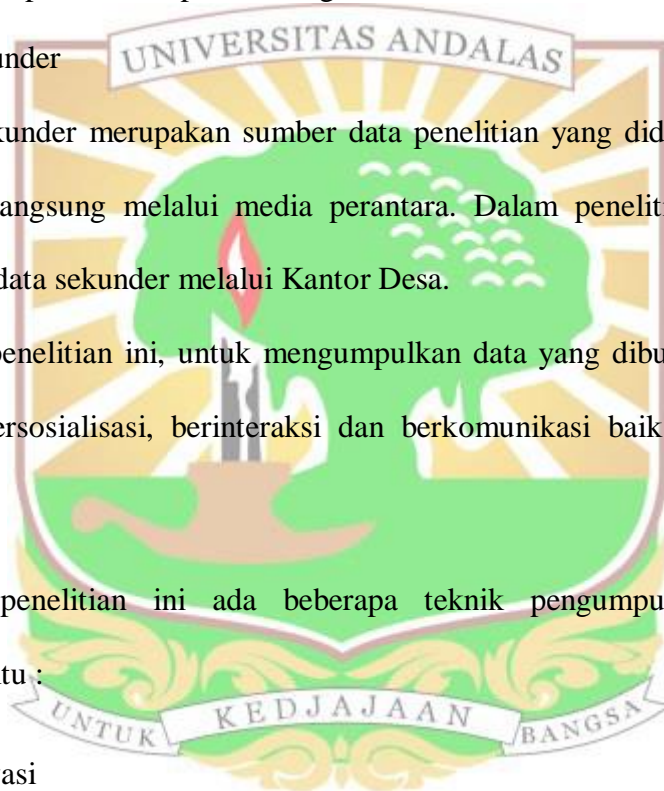 UNIVERSITAS ANDALAS
under
kunder merupakan sumber data penelitian yang did
angsung melalui media perantara. Dalam peneliti
data sekunder melalui Kantor Desa.
penelitian ini, untuk mengumpulkan data yang dibu
ersosialisasi, berinteraksi dan berkomunikasi baik
penelitian ini ada beberapa teknik pengumpu
tu :
UNTUK KEDJAJAAN BANGSA
asi